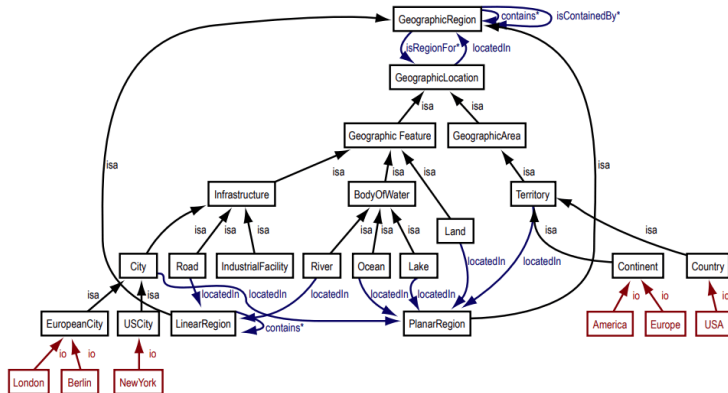 GeographicRegion
contains*
isContainedBy*
isRegionFor*
locatedIn
GeographicLocation
isa
isa
Geographic Feature
GeographicArea
isa
isa
isa
isa
isa
isa
Infrastructure
BodyOfWater
Territory
Land
isa
isa
isa
isa
isa
isa
isa
City
Road
IndustrialFacility
River
Ocean
Lake
locatedIn
locatedIn
Continent
Country
isa
isa
locatedIn
locatedIn
locatedIn
locatedIn
locatedIn
io
io
io
EuropeanCity
USCity
LinearRegion
contains*
PlanarRegion
America
Europe
USA
io
io
io
London
Berlin
NewYork